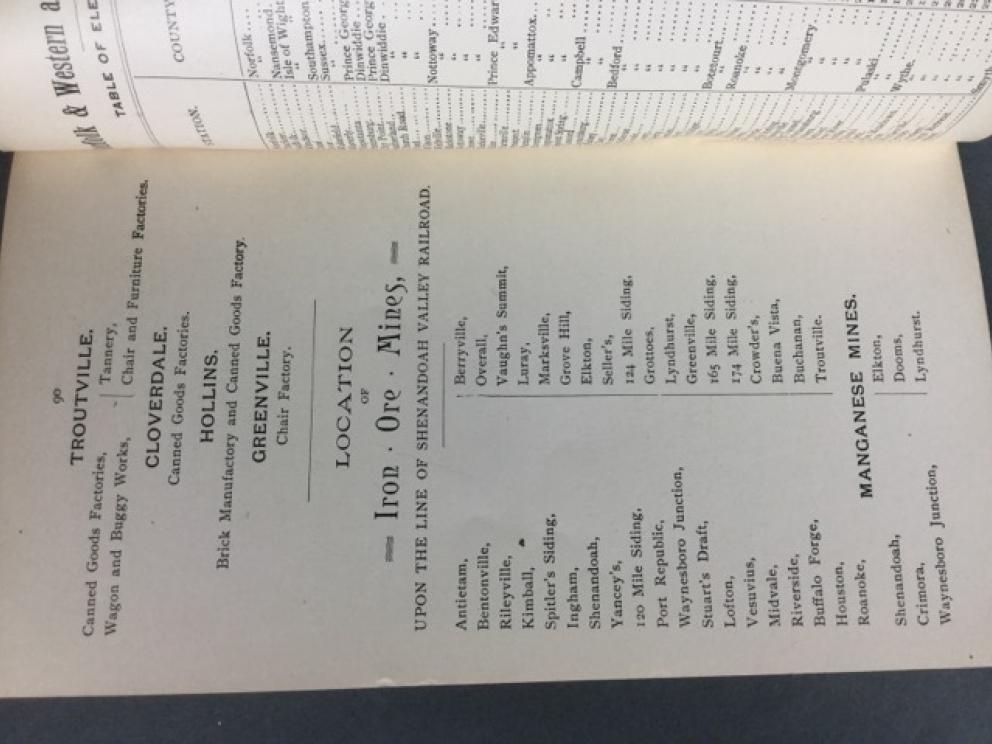 90
TROUTVILLE.
Canned Goods Factories, Tannery,
Wagon and Buggy Works, Chair and Furniture Factories.
CLOVERDALE.
Canned Goods Factories.
HOLLINS.
Brick Manufactory and Canned Goods Factory.
GREENVILLE.
Chair Factory.
LOCATION
OF
Iron · Ore Mines,
UPON THE LINE OF SHENANDOAH VALLEY RAILROAD.
Antietam, Berryville,
Bentonville, Overall,
Rileyville, Vaughn's Summit,
Kimball, Luray,
Spitler's Siding, Marksville,
Ingham, Grove Hill,
Shenandoah, Elkton,
Yancey's, Seller's,
120 Mile Siding, 124 Mile Siding,
Port Republic, Grottoes,
Waynesboro Junction, Lyndhurst,
Stuart's Draft, Greenville,
Lofton, 165 Mile Siding,
Vesuvius, 174 Mile Siding,
Midvale, Crowder's,
Riverside, Buena Vista,
Buffalo Forge, Buchanan,
Houston, Troutville.
Roanoke,
MANGANESE MINES.
Shenandoah, Elkton,
Crimora, Dooms,
Waynesboro Junction, Lyndhurst.
& Western
TABLE OF
COUNTY
Norfolk
Nansemond
Isle of Wight
Southampton
Sussex
Prince Georg
Dinwiddie
Prince Georg
Dinwiddie
"
"
Nottoway
"
"
"
Prince Edwar
"
"
Appomattox
"
"
Campbell
"
"
Bedford
"
"
"
Botetourt
"
Roanoke
"
"
Montgomery
"
"
Pulaski
"
Wythe
"